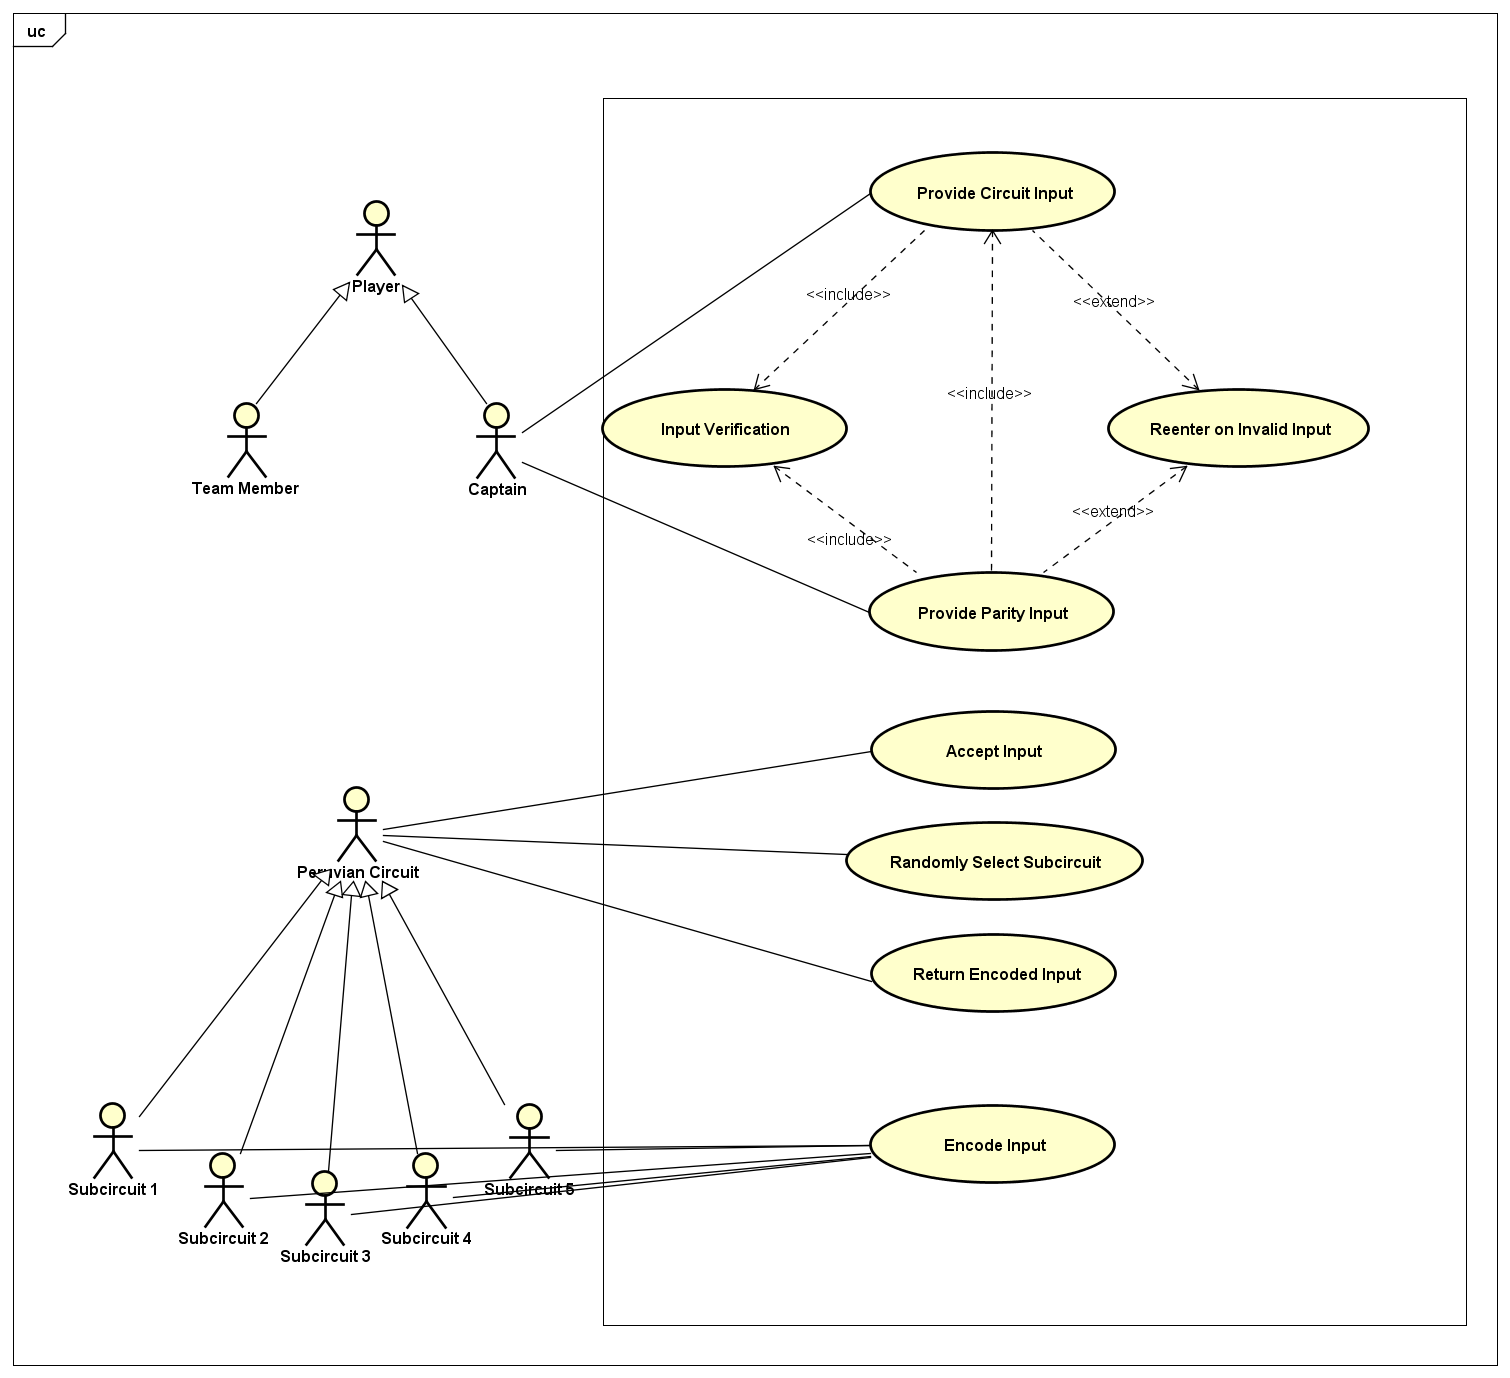 uc
Provide Circuit Input
Player
<<include>>
<<extend>>
<<include>>
Input Verification
Reenter on Invalid Input
Team Member
Captain
<<extend>>
<<include>>
Provide Parity Input
Accept Input
Randomly Select Subcircuit
Peruvian Circuit
Return Encoded Input
Encode Input
Subcircuit 1
Subcircuit 5
Subcircuit 2
Subcircuit 4
Subcircuit 3